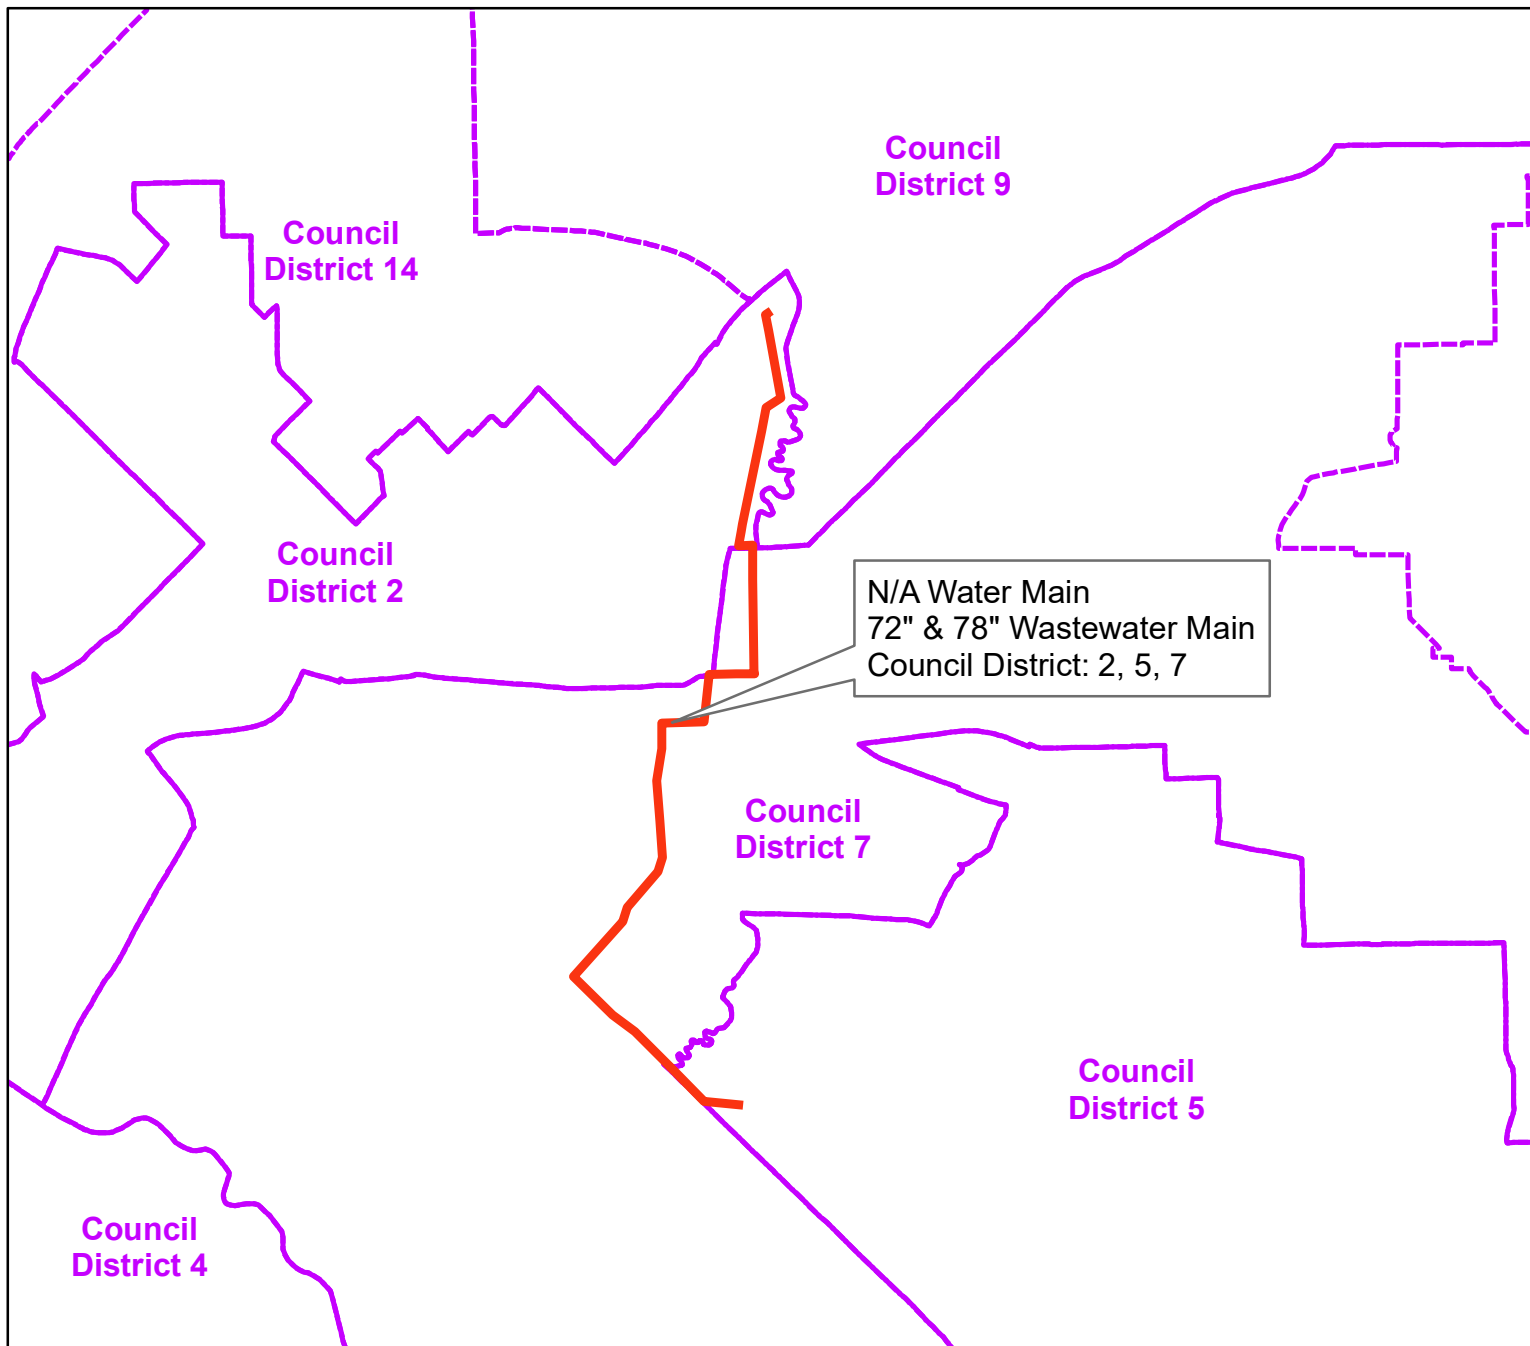 Council
District 9
Council
District 14
Council
District 2
N/A Water Main
72" & 78" Wastewater Main
Council District: 2, 5, 7
Council
District 7
Council
District 5
Council
District 4